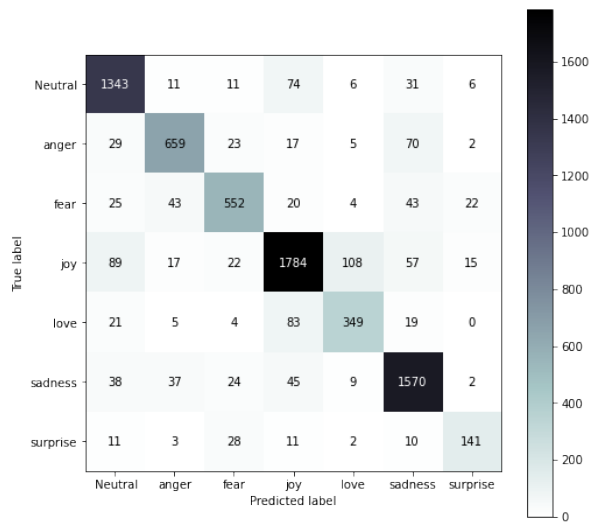 Neutral 1343 11 11 74 6 31 6
anger 29 659 23 17 5 70 2
fear 25 43 552 20 4 43 22
joy 89 17 22 1784 108 57 15
love 21 5 4 83 349 19 0
sadness 38 37 24 45 9 1570 2
surprise 11 3 28 11 2 10 141
Neutral anger fear joy love sadness surprise
Predicted label
True label
1600
1400
1200
1000
800
600
400
200
0